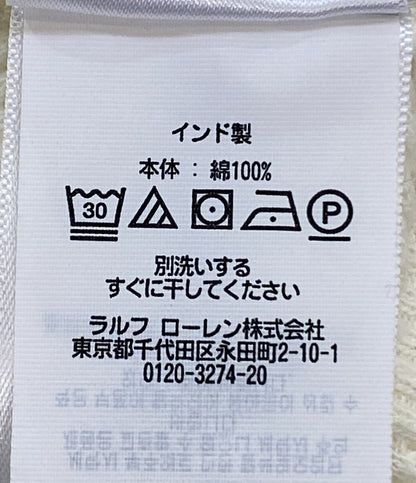 インド製
本体 : 綿100%
30 P
別洗いする
すぐに干してください
ラルフ ローレン株式会社
東京都千代田区永田町2-10-1
0120-3274-20